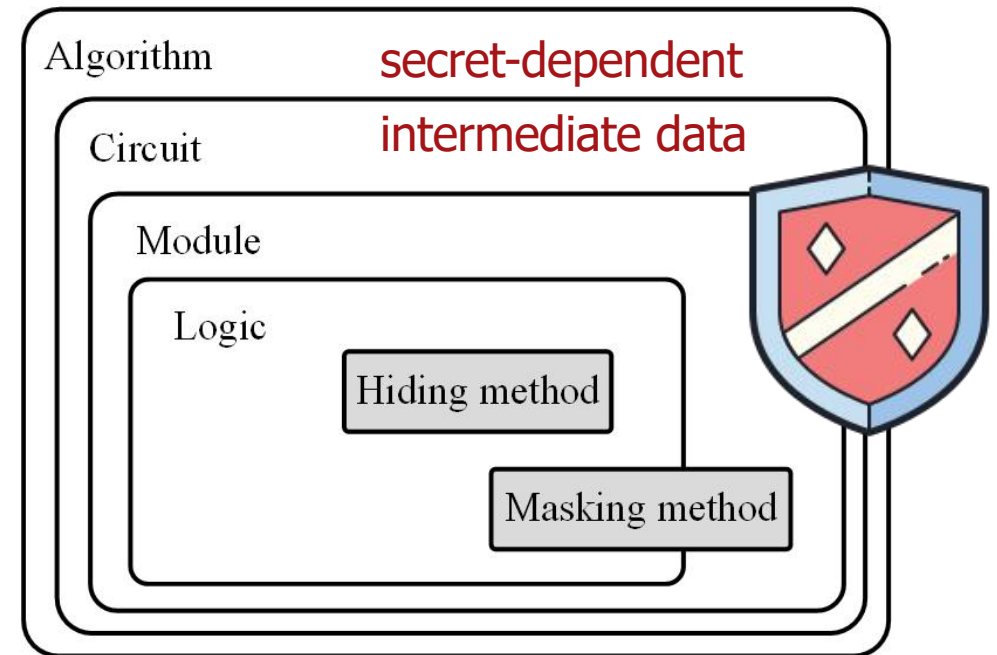 Algorithm
secret-dependent
intermediate data
Circuit
Module
Logic
Hiding method
Masking method